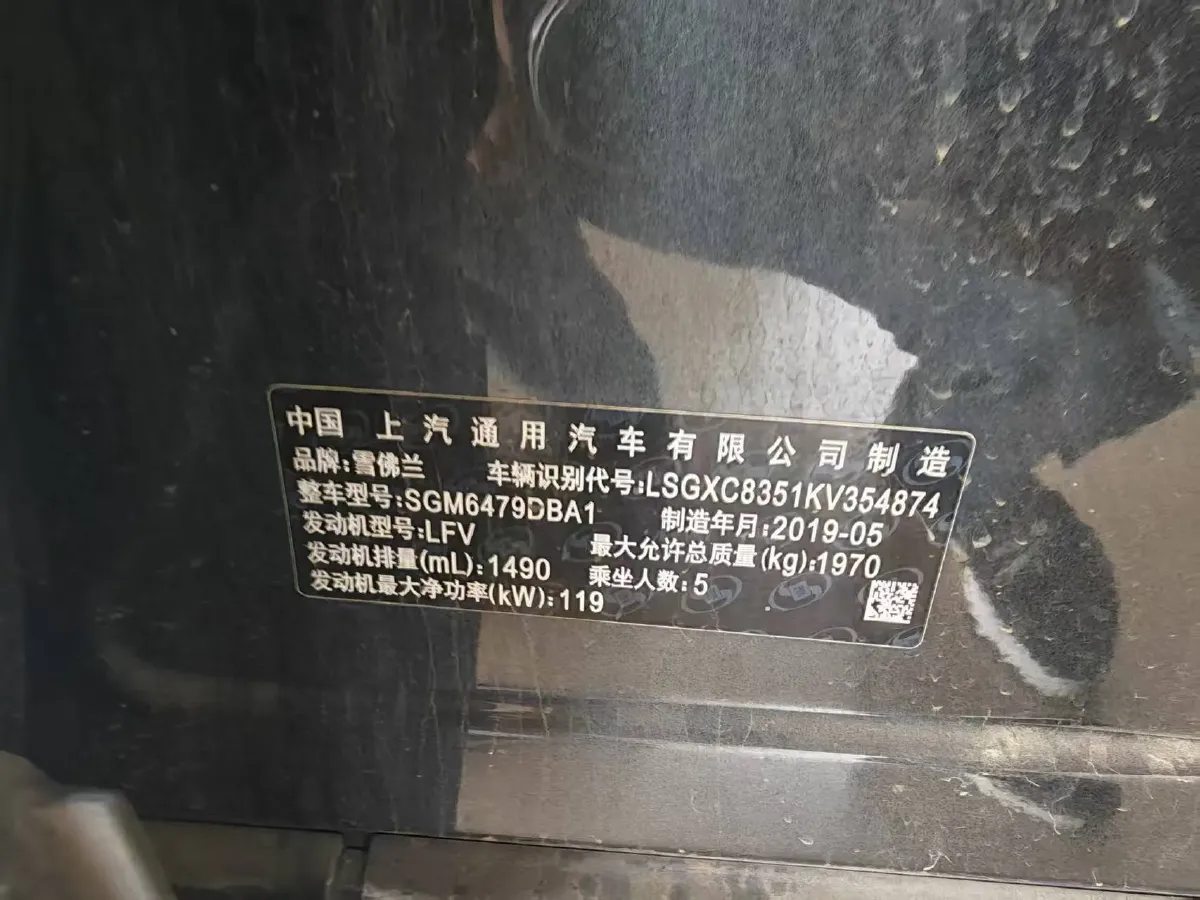 中国 上汽通用汽车有限公司制造
品牌:雪佛兰 车辆识别代号:LSGXC8351KV354874
整车型号:SGM6479DBA1 制造年月:2019-05
发动机型号:LFV 最大允许总质量(kg):1970
发动机排量(mL):1490 乘坐人数:5
发动机最大净功率(kW):119